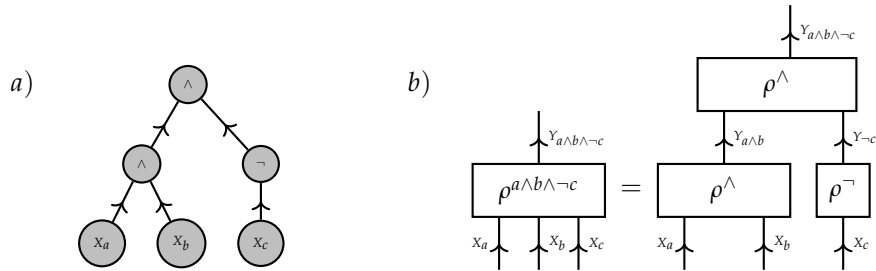 a)
∧
∧ ¬
X_a X_b X_c
b)
Y_{a∧b∧¬c}
ρ^{a∧b∧¬c}
X_a X_b X_c
=
Y_{a∧b∧¬c}
ρ^∧
Y_{a∧b} Y_{¬c}
ρ^∧ ρ^¬
X_a X_b X_c